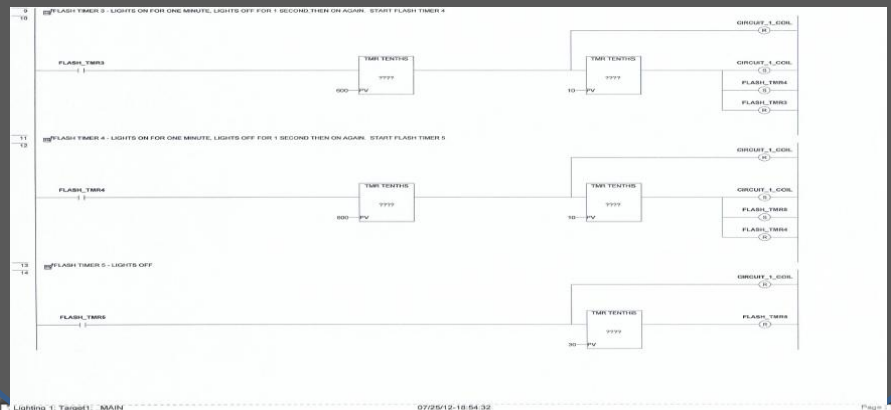 9
10
FLASH TIMER 3 - LIGHTS ON FOR ONE MINUTE, LIGHTS OFF FOR 1 SECOND THEN ON AGAIN. START FLASH TIMER 4
CIRCUIT_1_COIL
R
FLASH_TMR3
TMR TENTHS
????
600 PV
TMR TENTHS
????
10 PV
CIRCUIT_1_COIL
S
FLASH_TMR4
S
FLASH_TMR3
R
11
12
FLASH TIMER 4 - LIGHTS ON FOR ONE MINUTE, LIGHTS OFF FOR 1 SECOND THEN ON AGAIN. START FLASH TIMER 5
CIRCUIT_1_COIL
R
FLASH_TMR4
TMR TENTHS
????
600 PV
TMR TENTHS
????
10 PV
CIRCUIT_1_COIL
S
FLASH_TMR5
S
FLASH_TMR4
R
13
14
FLASH TIMER 5 - LIGHTS OFF
CIRCUIT_1_COIL
R
FLASH_TMR5
TMR TENTHS
????
30 PV
FLASH_TMR5
R
Lighting 1: Target1: MAIN
07/25/12-18:54:32
Page